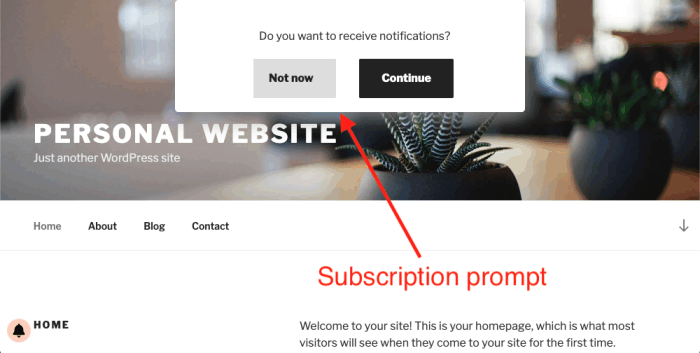 Do you want to receive notifications?
Not now
Continue
PERSONAL WEBSITE
Just another WordPress site
Home
About
Blog
Contact
Subscription prompt
HOME
Welcome to your site! This is your homepage, which is what most
visitors will see when they come to your site for the first time.